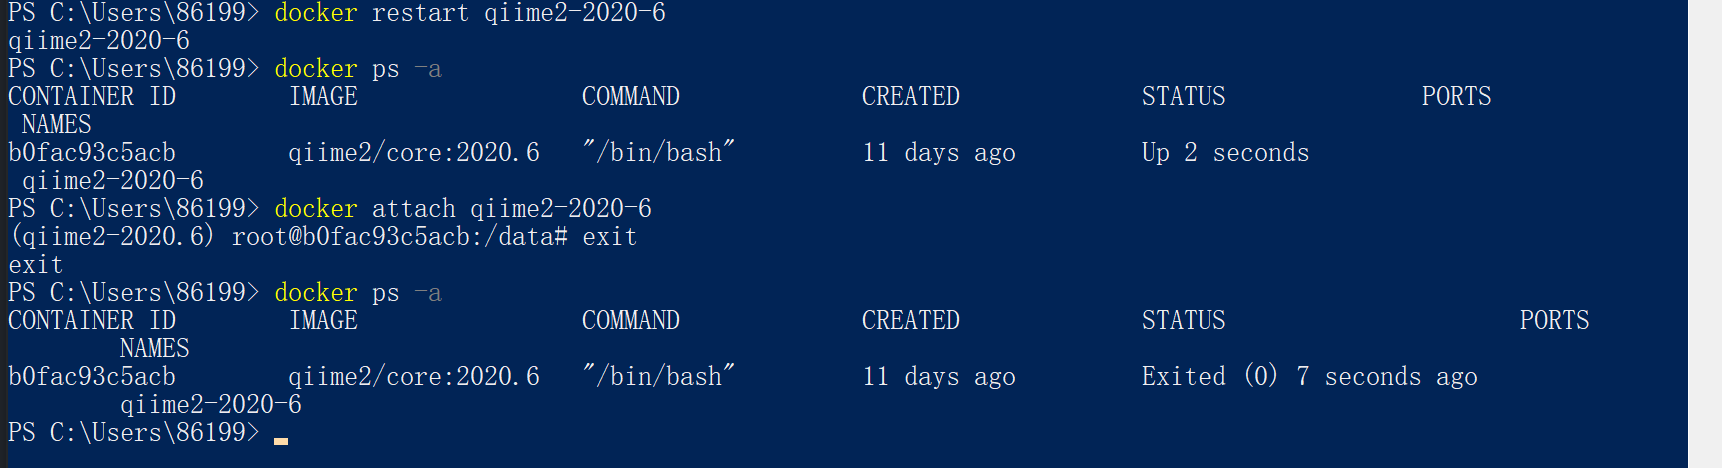 PS C:\Users\86199> docker restart qiime2-2020-6
qiime2-2020-6
PS C:\Users\86199> docker ps -a
CONTAINER ID        IMAGE                COMMAND             CREATED             STATUS              PORTS
 NAMES
b0fac93c5acb        qiime2/core:2020.6   "/bin/bash"         11 days ago         Up 2 seconds
 qiime2-2020-6
PS C:\Users\86199> docker attach qiime2-2020-6
(qiime2-2020.6) root@b0fac93c5acb:/data# exit
exit
PS C:\Users\86199> docker ps -a
CONTAINER ID        IMAGE                COMMAND             CREATED             STATUS                     PORTS
        NAMES
b0fac93c5acb        qiime2/core:2020.6   "/bin/bash"         11 days ago         Exited (0) 7 seconds ago
        qiime2-2020-6
PS C:\Users\86199>